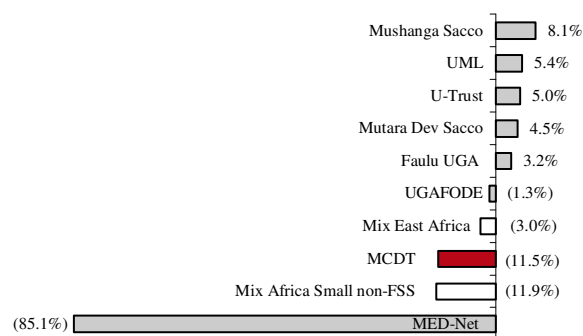 Mushanga Sacco 8.1%
UML 5.4%
U-Trust 5.0%
Mutara Dev Sacco 4.5%
Faulu UGA 3.2%
UGAFODE (1.3%)
Mix East Africa (3.0%)
MCDT (11.5%)
Mix Africa Small non-FSS (11.9%)
(85.1%) MED-Net